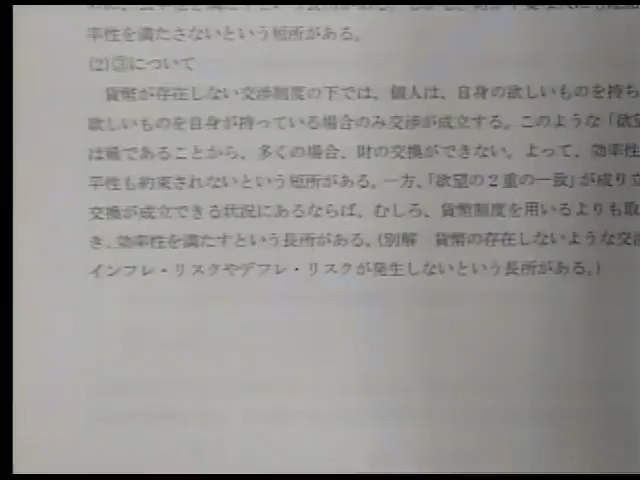 率性を満たさないという短所がある。
(2)③について
貨幣が存在しない交渉制度の下では、個人は、自身の欲しいものを持ち
欲しいものを自身が持っている場合のみ交渉が成立する。このような「欲望
は稀であることから、多くの場合、財の交換ができない。よって、効率性
平性も約束されないという短所がある。一方、「欲望の2重の一致」が成り立
交換が成立できる状況にあるならば、むしろ、貨幣制度を用いるよりも取
き、効率性を満たすという長所がある。(別解 貨幣の存在しないような交渉
インフレ・リスクやデフレ・リスクが発生しないという長所がある。)